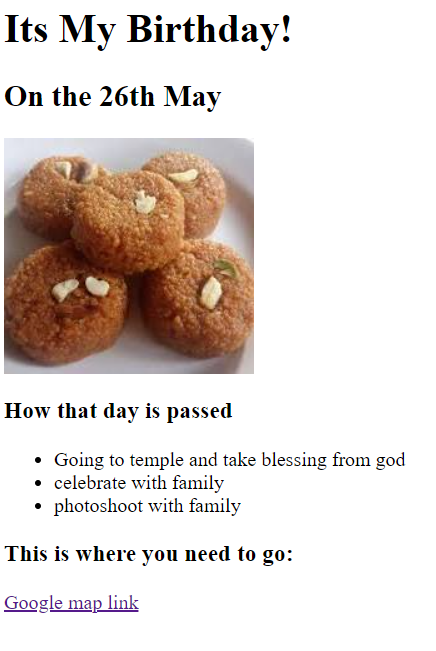 Its My Birthday!
On the 26th May
How that day is passed
Going to temple and take blessing from god
celebrate with family
photoshoot with family
This is where you need to go:
Google map link